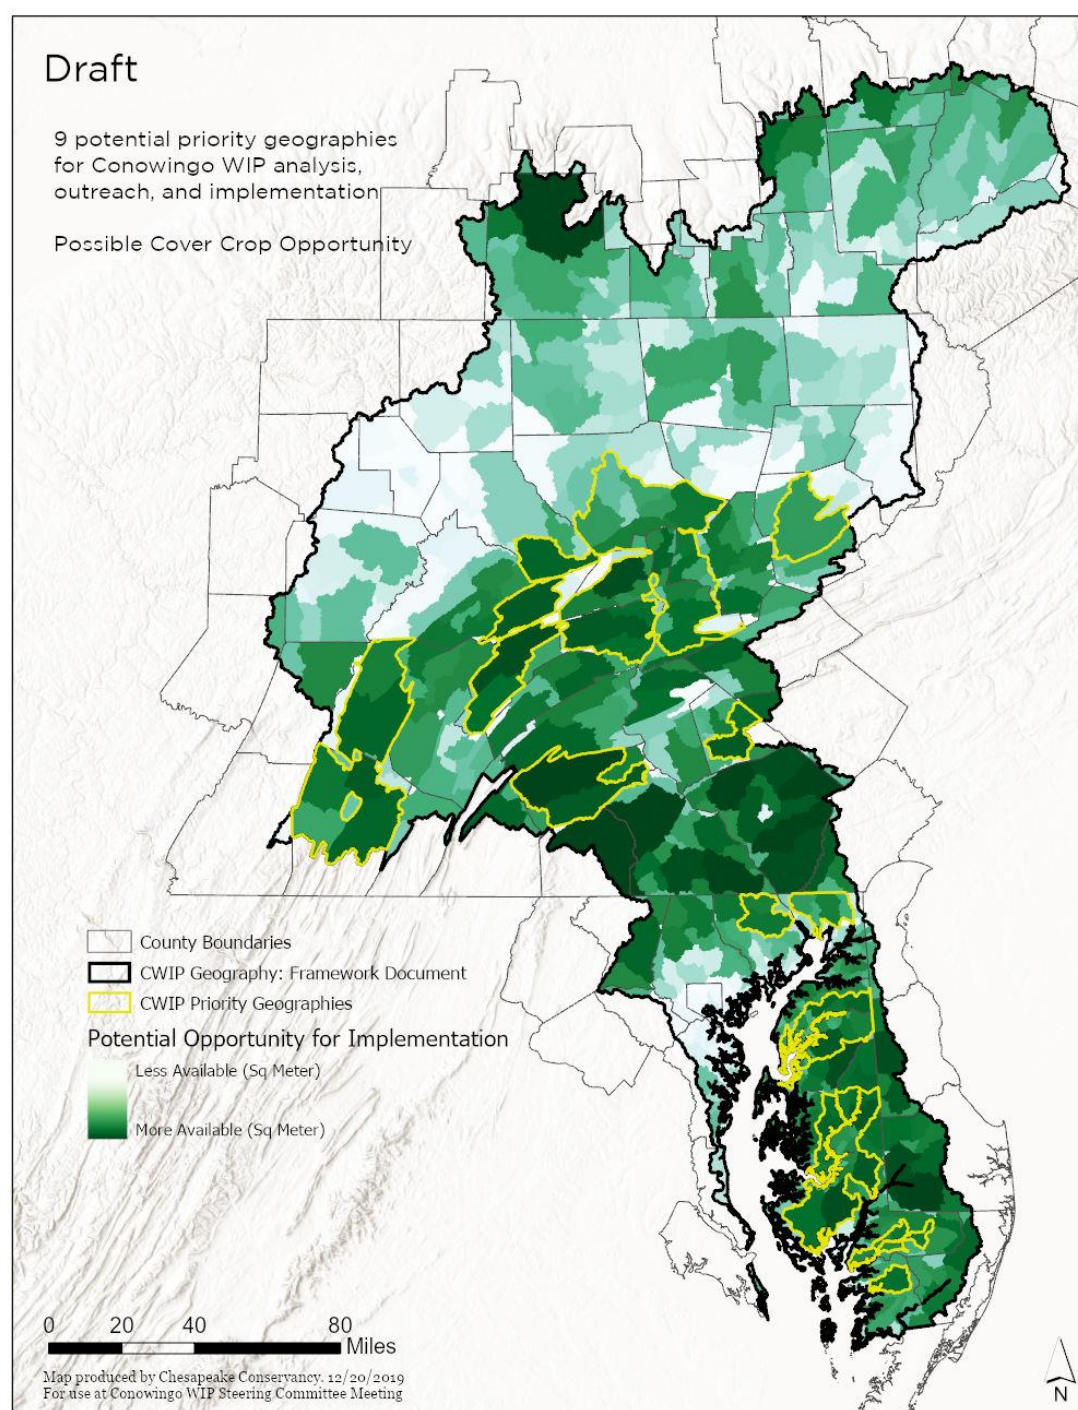 Draft
9 potential priority geographies
for Conowingo WIP analysis,
outreach, and implementation
Possible Cover Crop Opportunity
County Boundaries
CWIP Geography: Framework Document
CWIP Priority Geographies
Potential Opportunity for Implementation
Less Available (Sq Meter)
More Available (Sq Meter)
0 20 40 80
Miles
Map produced by Chesapeake Conservancy. 12/20/2019
For use at Conowingo WIP Steering Committee Meeting
N